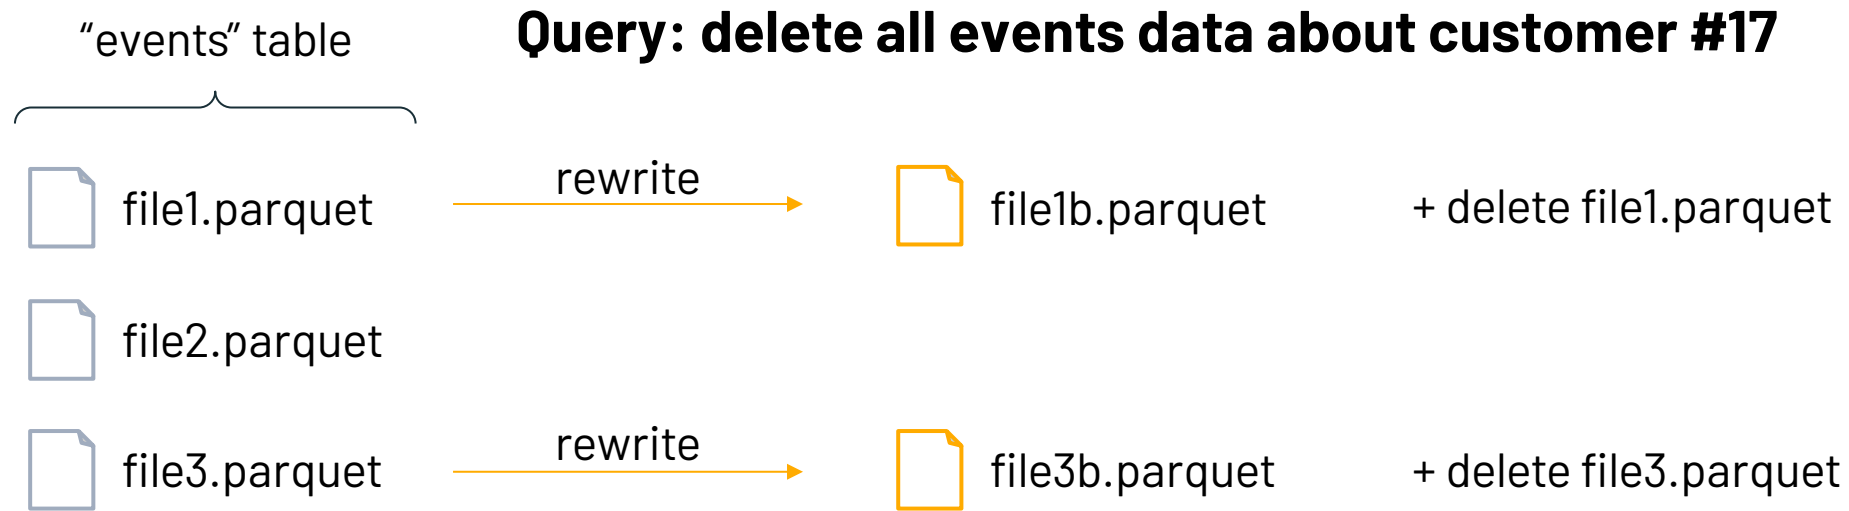 “events” table
Query: delete all events data about customer #17
file1.parquet
rewrite
file1b.parquet
+ delete file1.parquet
file2.parquet
file3.parquet
rewrite
file3b.parquet
+ delete file3.parquet